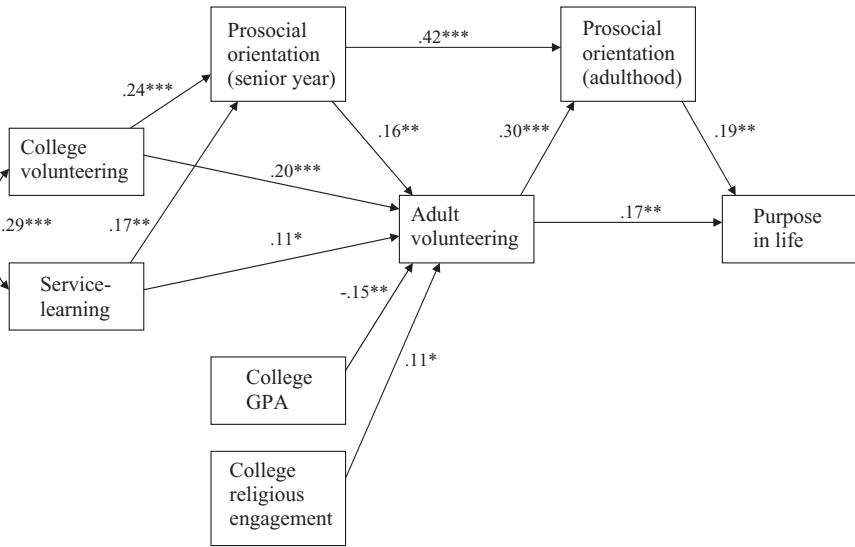 Prosocial
orientation
(senior year)
.42***
Prosocial
orientation
(adulthood)
.24***
.16**
.30***
.19**
College
volunteering
.20***
Adult
volunteering
.17**
Purpose
in life
.29***
.17**
.11*
Service-
learning
-.15**
College
GPA
.11*
College
religious
engagement